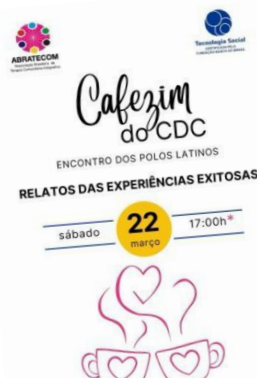 ABRATECOM
Tecnologia Social
Cafezim
do CDC
ENCONTRO DOS POLOS LATINOS
RELATOS DAS EXPERIÊNCIAS EXITOSAS
sábado
22
março
17:00h*